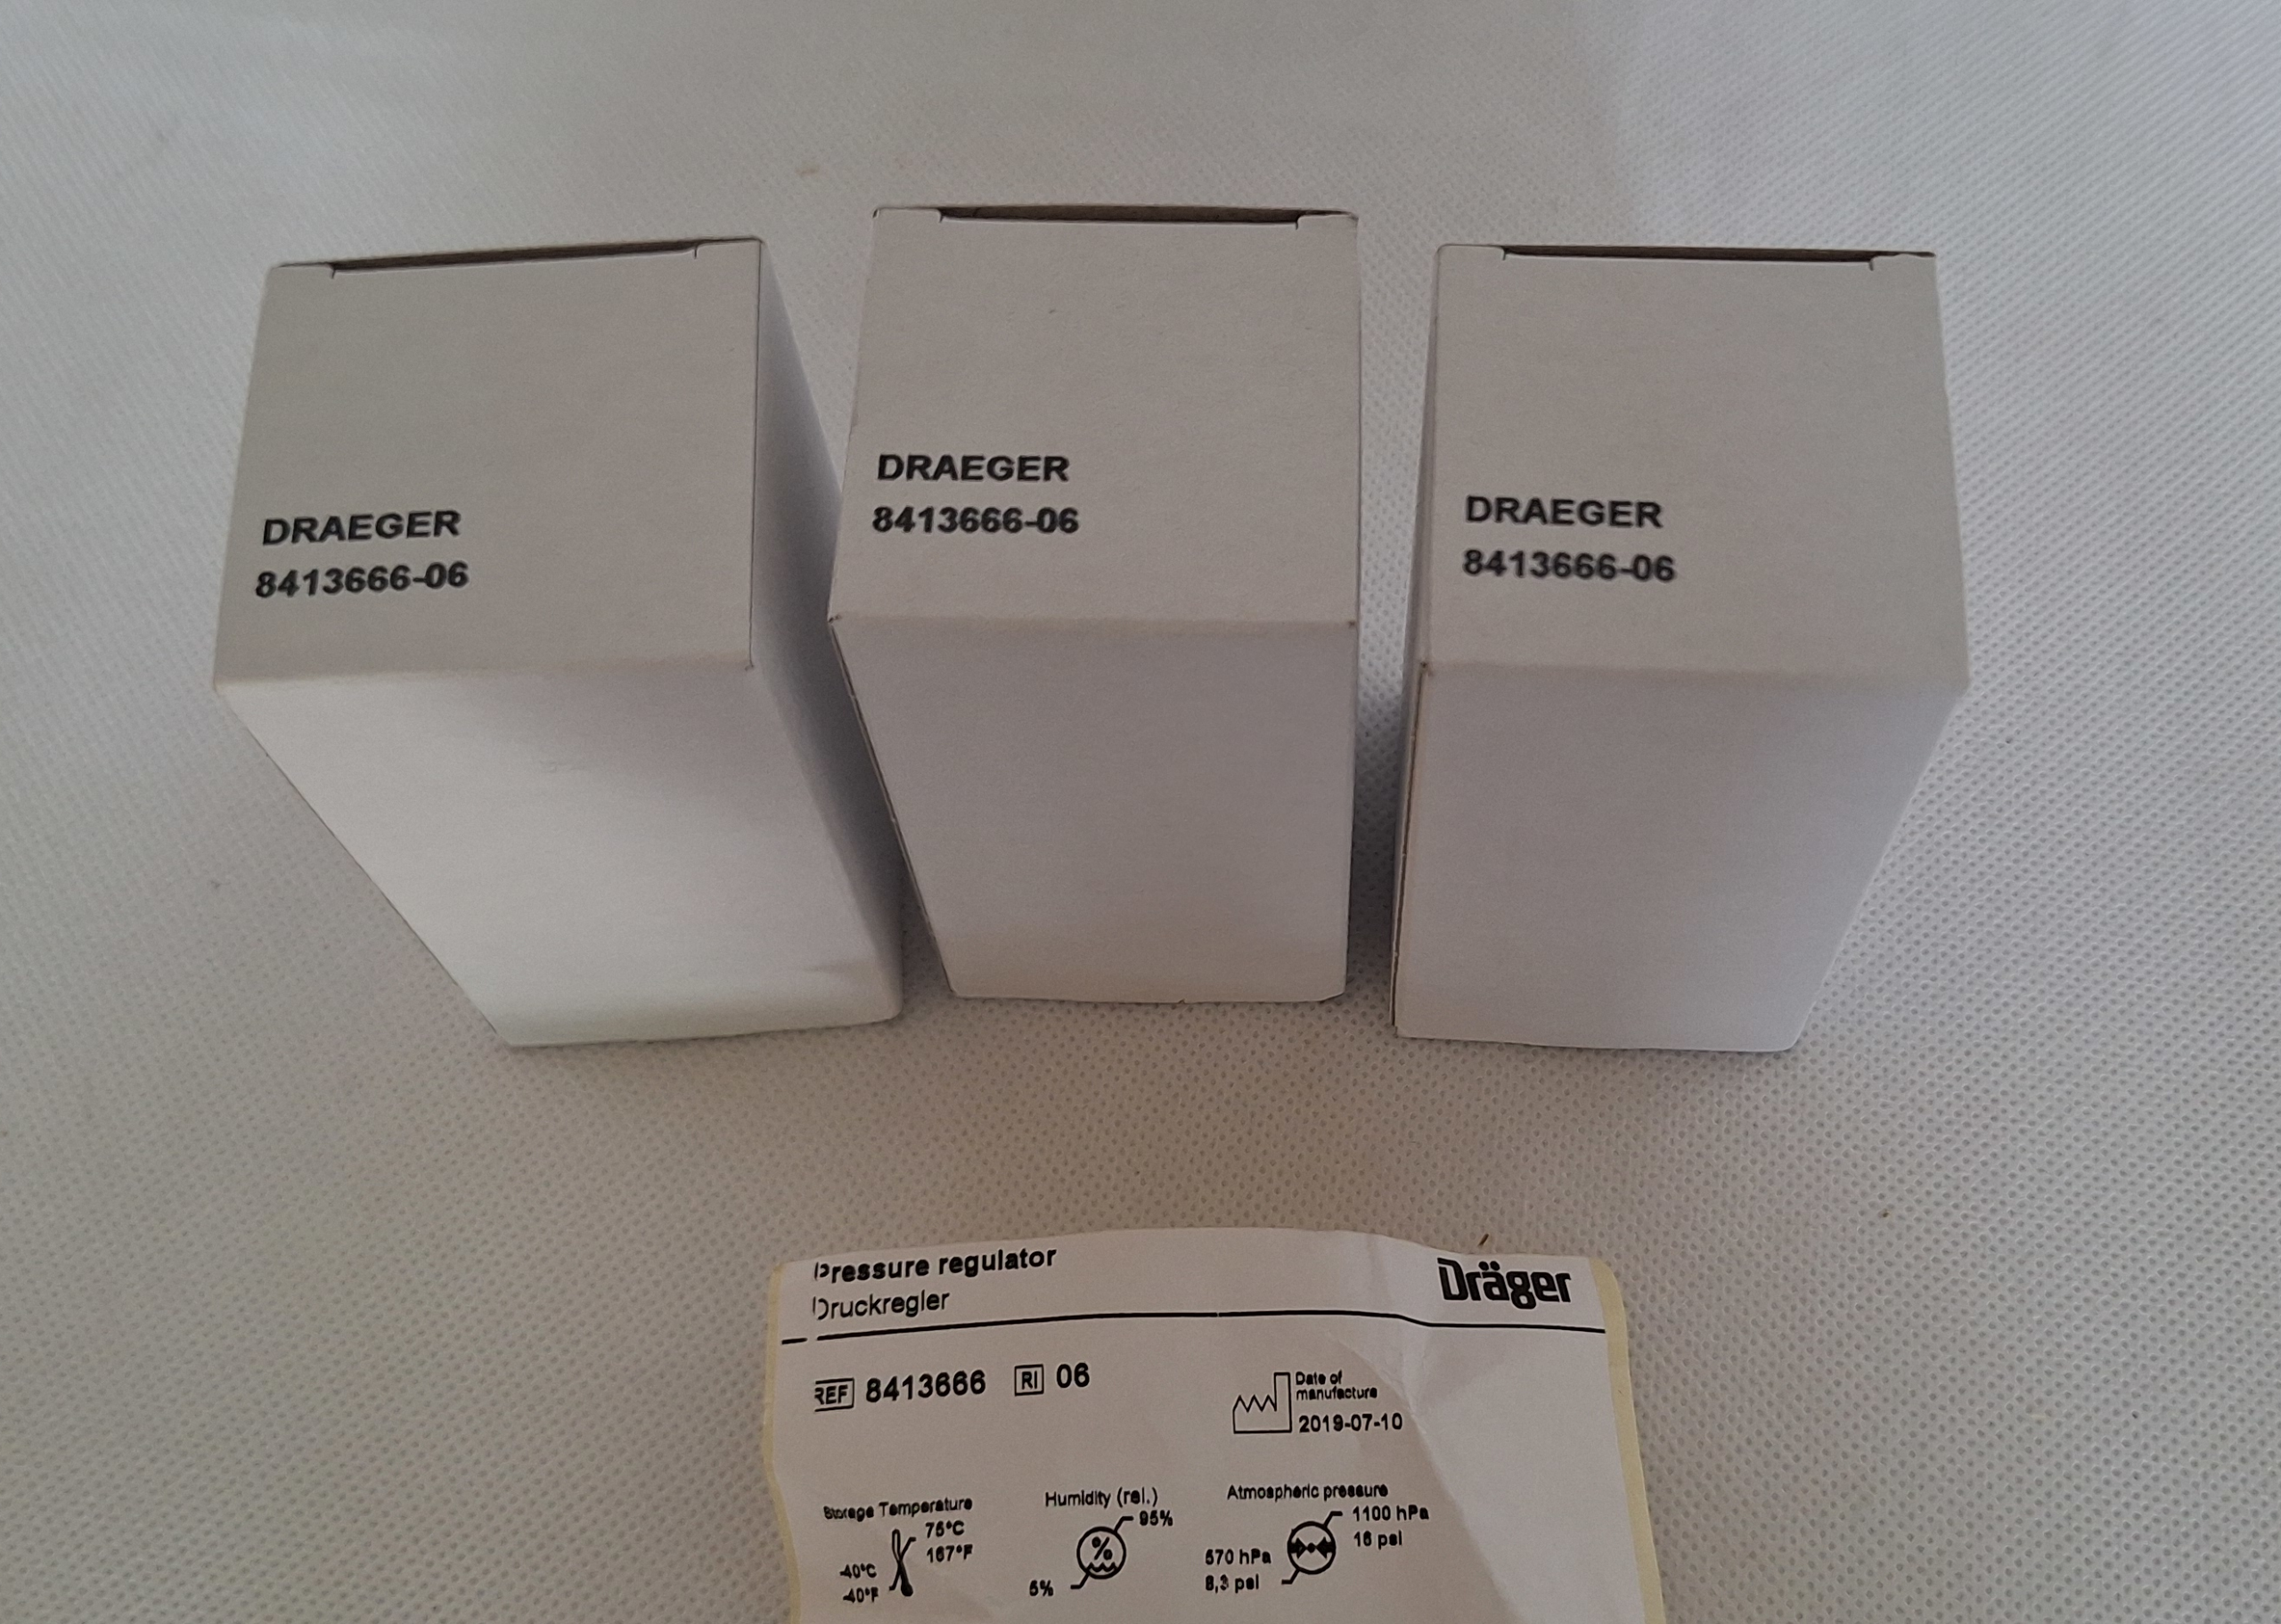 DRAEGER
8413666-06
DRAEGER
8413666-06
DRAEGER
8413666-06
Pressure regulator
Druckregler
Dräger
REF 8413666 RI 06
Date of
manufacture
2019-07-10
Storage Temperature
75°C
167°F
-40°C
-40°F
Humidity (rel.)
95%
%
5%
Atmospheric pressure
1100 hPa
16 psi
570 hPa
8,3 psi